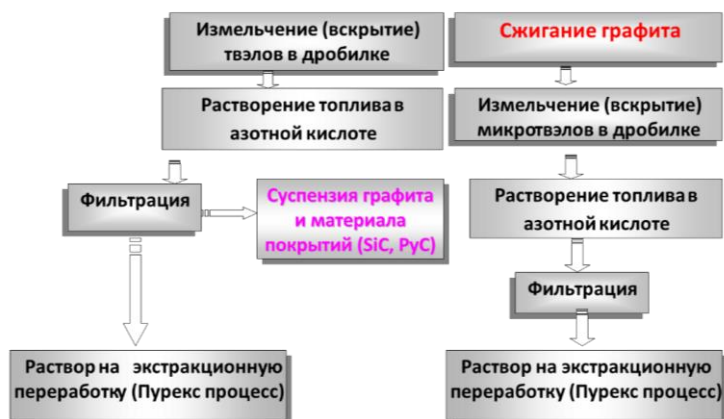 Измельчение (вскрытие)
твэлов в дробилке
Растворение топлива в
азотной кислоте
Фильтрация
Суспензия графита
и материала
покрытий (SiC, PyC)
Раствор на экстракционную
переработку (Пурекс процесс)
Сжигание графита
Измельчение (вскрытие)
микротвэлов в дробилке
Растворение топлива в
азотной кислоте
Фильтрация
Раствор на экстракционную
переработку (Пурекс процесс)